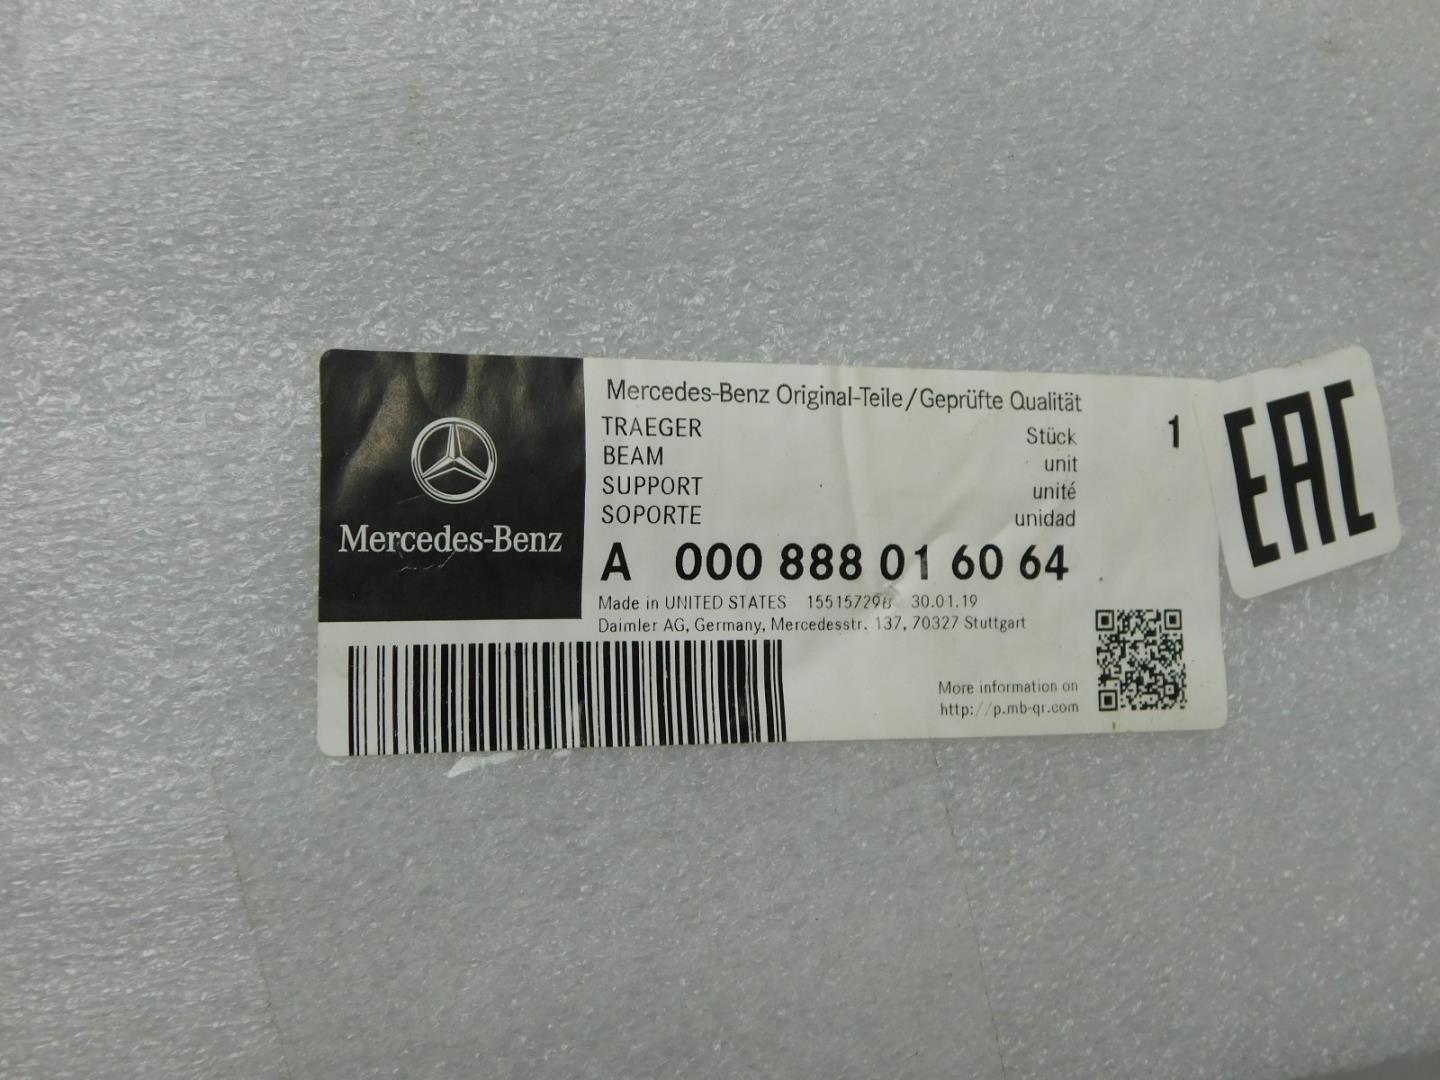 Mercedes-Benz
Mercedes-Benz Original-Teile/Geprüfte Qualität
TRAEGER Stück 1
BEAM unit
SUPPORT unité
SOPORTE unidad
A 000 888 01 60 64
Made in UNITED STATES 30.01.19
Daimler AG, Germany, Mercedesstr. 137, 70327 Stuttgart
More information on
http://p.mb-qr.com
EAC